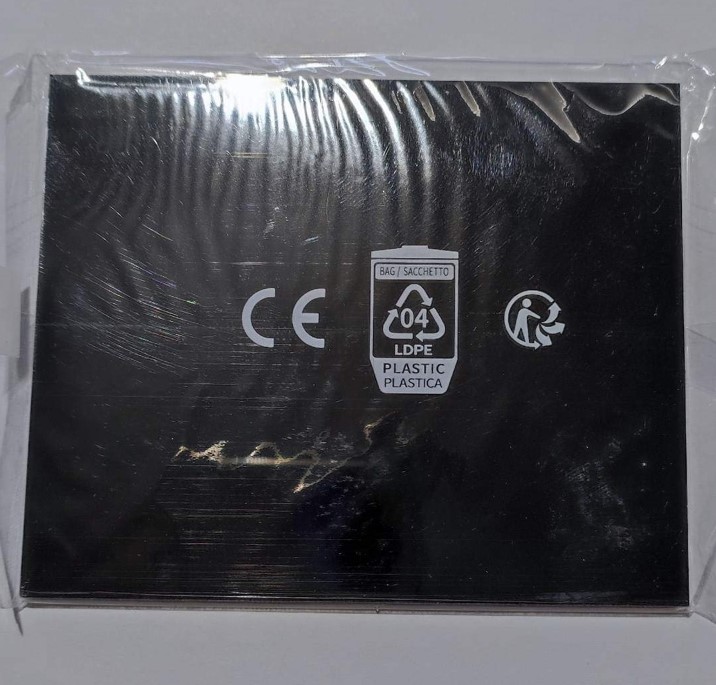 CE
BAG / SACCHETTO
04
LDPE
PLASTIC
PLASTICA